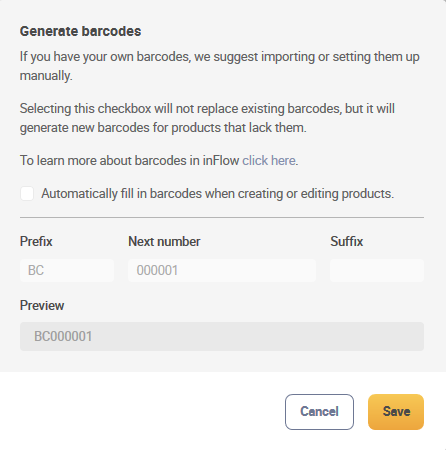 Generate barcodes
If you have your own barcodes, we suggest importing or setting them up
manually.
Selecting this checkbox will not replace existing barcodes, but it will
generate new barcodes for products that lack them.
To learn more about barcodes in inFlow click here.
Automatically fill in barcodes when creating or editing products.
Prefix Next number Suffix
BC 000001
Preview
BC000001
Cancel Save